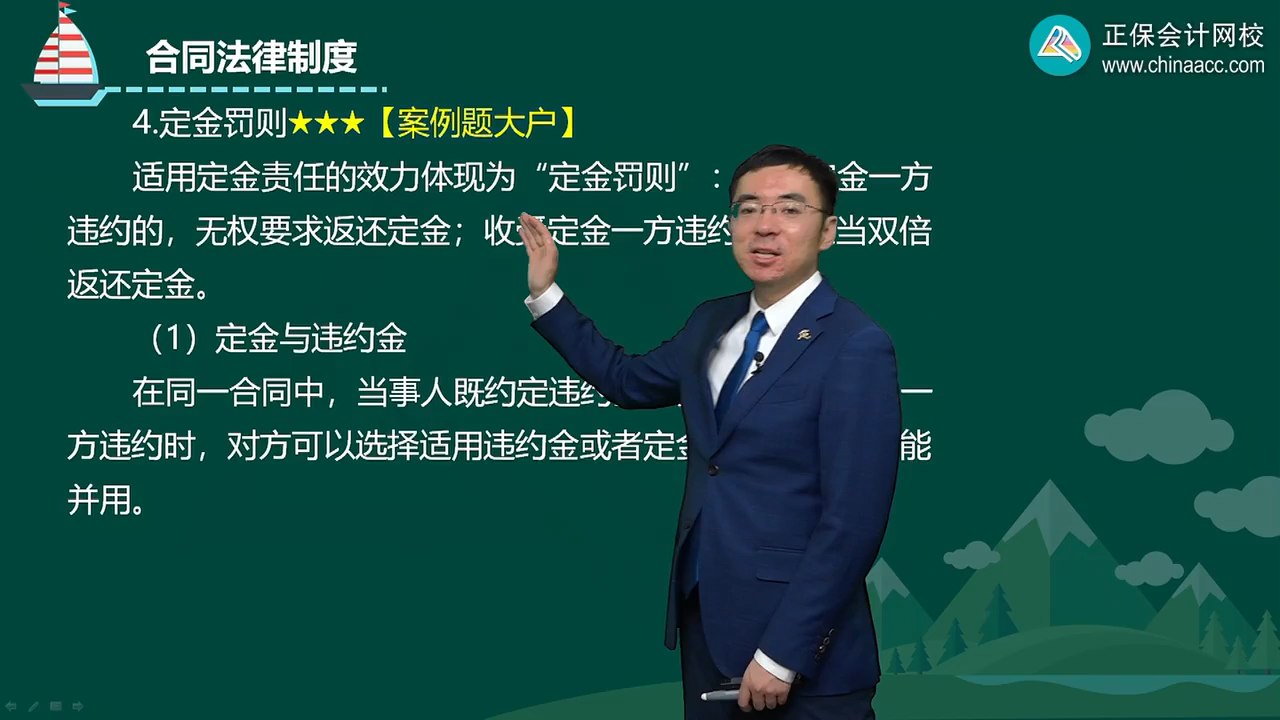 合同法律制度
正保会计网校
www.chinaacc.com
4.定金罚则★★★【案例题大户】
适用定金责任的效力体现为“定金罚则”：金一方
违约的，无权要求返还定金；收定金一方违约当双倍
返还定金。
（1）定金与违约金
在同一合同中，当事人既约定违约一
方违约时，对方可以选择适用违约金或者定金能
并用。